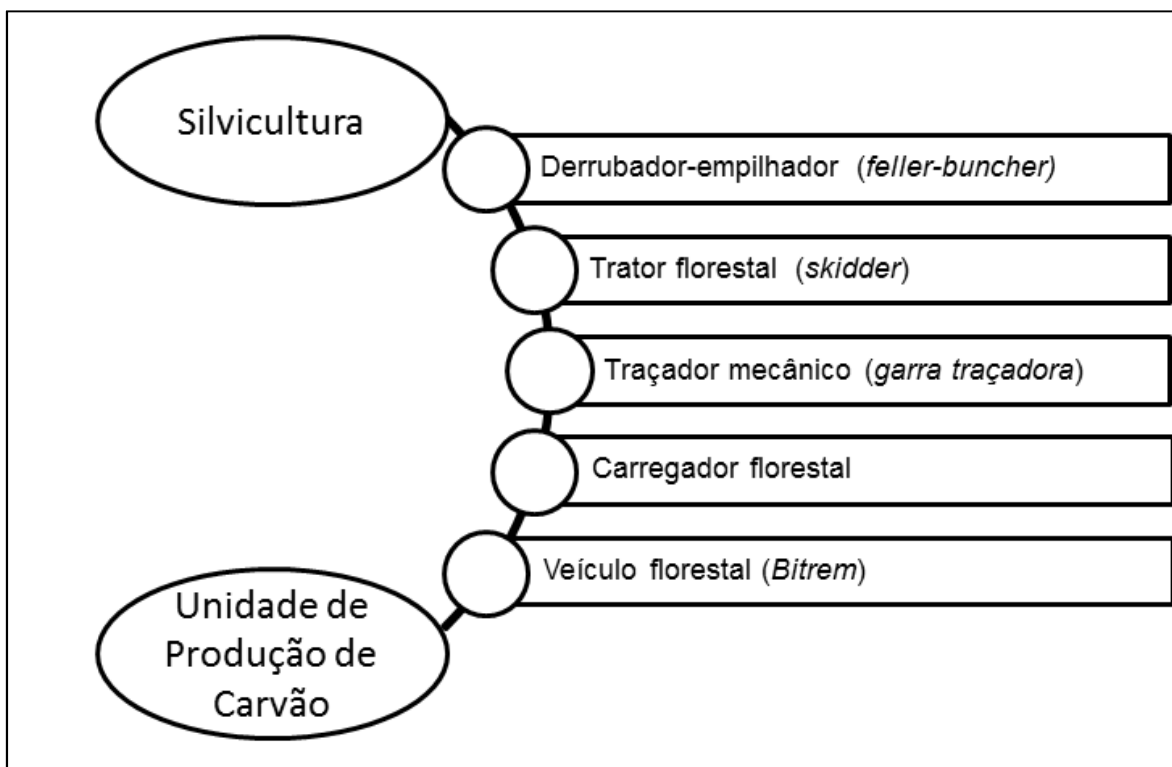 Silvicultura
Derrubador-empilhador (feller-buncher)
Trator florestal (skidder)
Traçador mecânico (garra traçadora)
Carregador florestal
Veículo florestal (Bitrem)
Unidade de
Produção de
Carvão